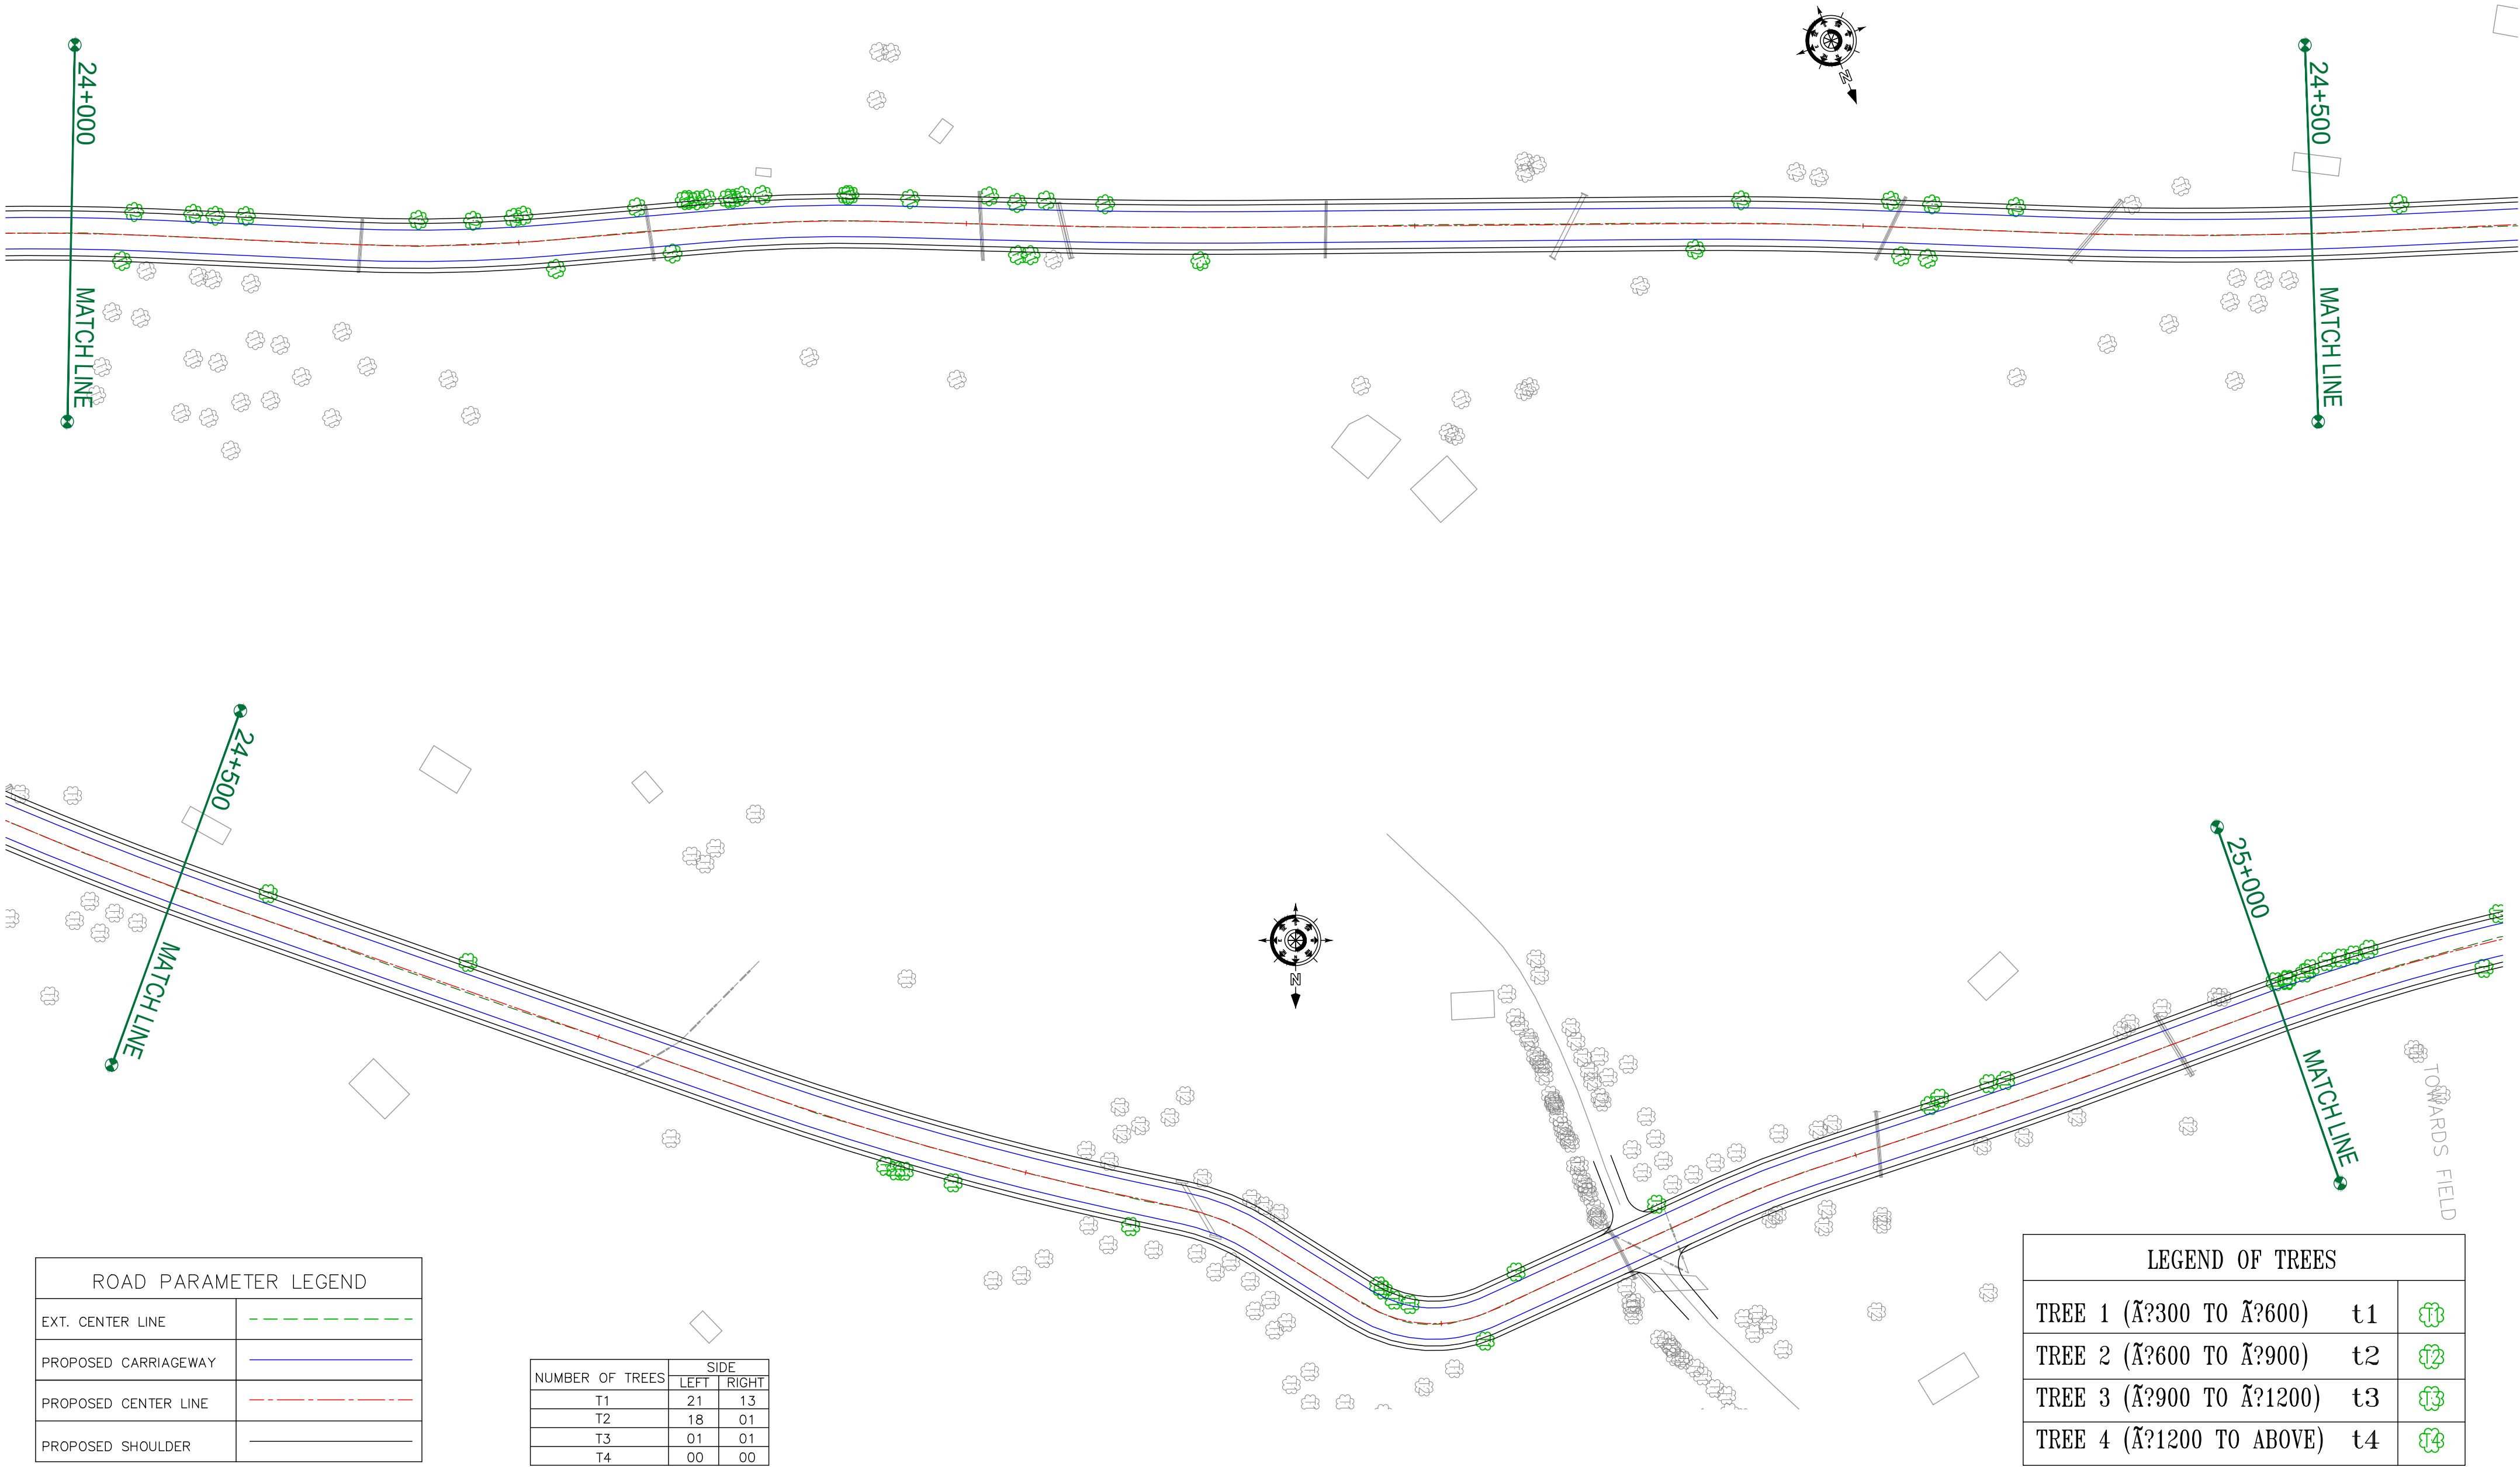 24+000
MATCH LINE
N
24+500
MATCH LINE
24+500
MATCH LINE
N
25+000
MATCH LINE
TOWARDS FIELD
ROAD PARAMETER LEGEND
EXT. CENTER LINE
PROPOSED CARRIAGEWAY
PROPOSED CENTER LINE
PROPOSED SHOULDER
NUMBER OF TREES SIDE
LEFT RIGHT
T1 21 13
T2 18 01
T3 01 01
T4 00 00
LEGEND OF TREES
TREE 1 (Ã?300 TO Ã?600) t1 T1
TREE 2 (Ã?600 TO Ã?900) t2 T2
TREE 3 (Ã?900 TO Ã?1200) t3 T3
TREE 4 (Ã?1200 TO ABOVE) t4 T4